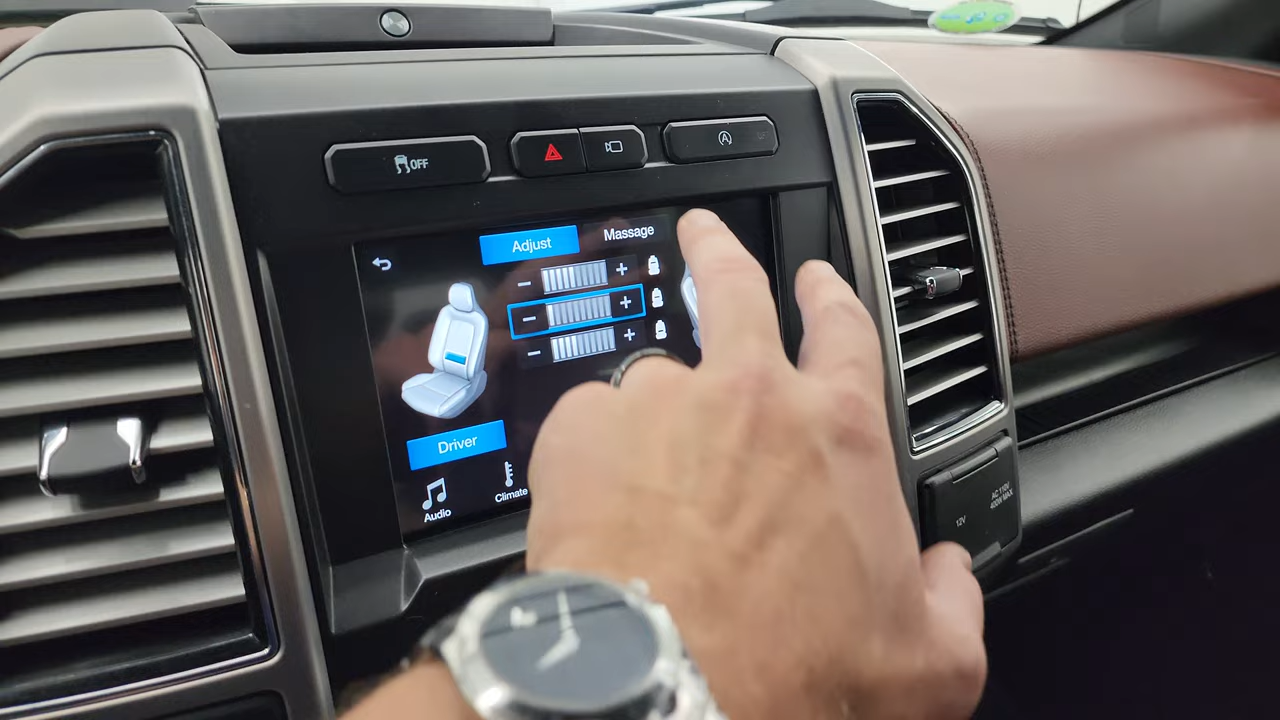 OFF
Adjust
Massage
Driver
Audio
Climate
12V
AC 110V
400W MAX